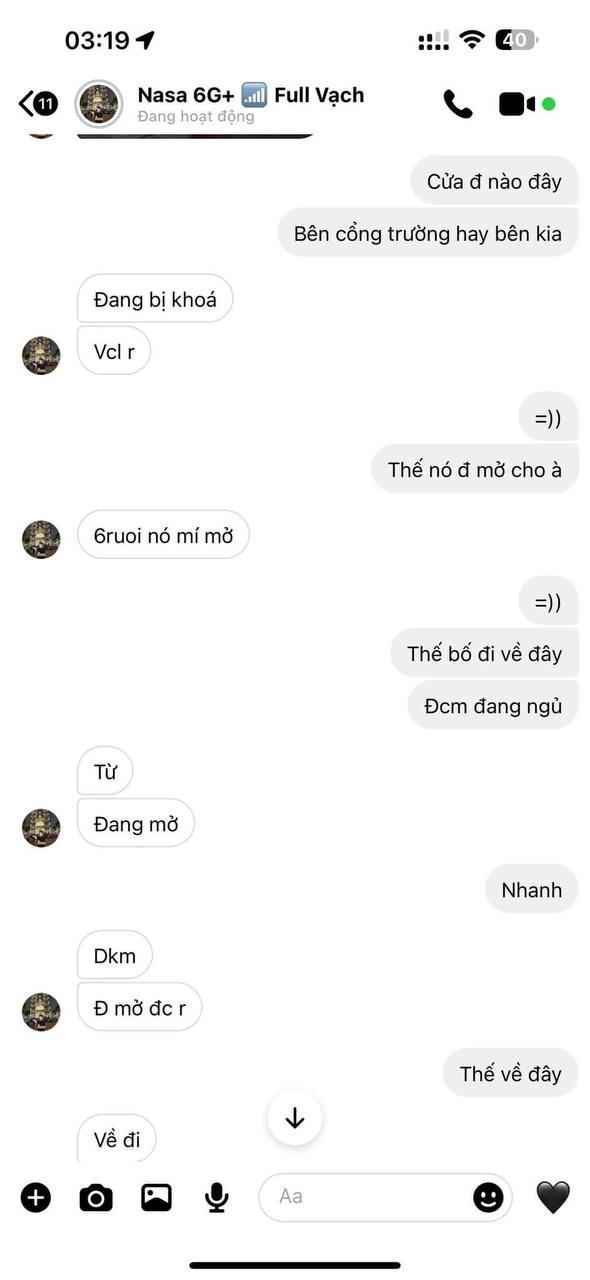 03:19
40
11
Nasa 6G+ 📶 Full Vạch
Đang hoạt động
Cửa đ nào đây
Bên cổng trường hay bên kia
Đang bị khoá
Vcl r
=))
Thế nó đ mở cho à
6ruoi nó mí mở
=))
Thế bố đi về đây
Đcm đang ngủ
Từ
Đang mở
Nhanh
Dkm
Đ mở đc r
Thế về đây
Về đi
Aa